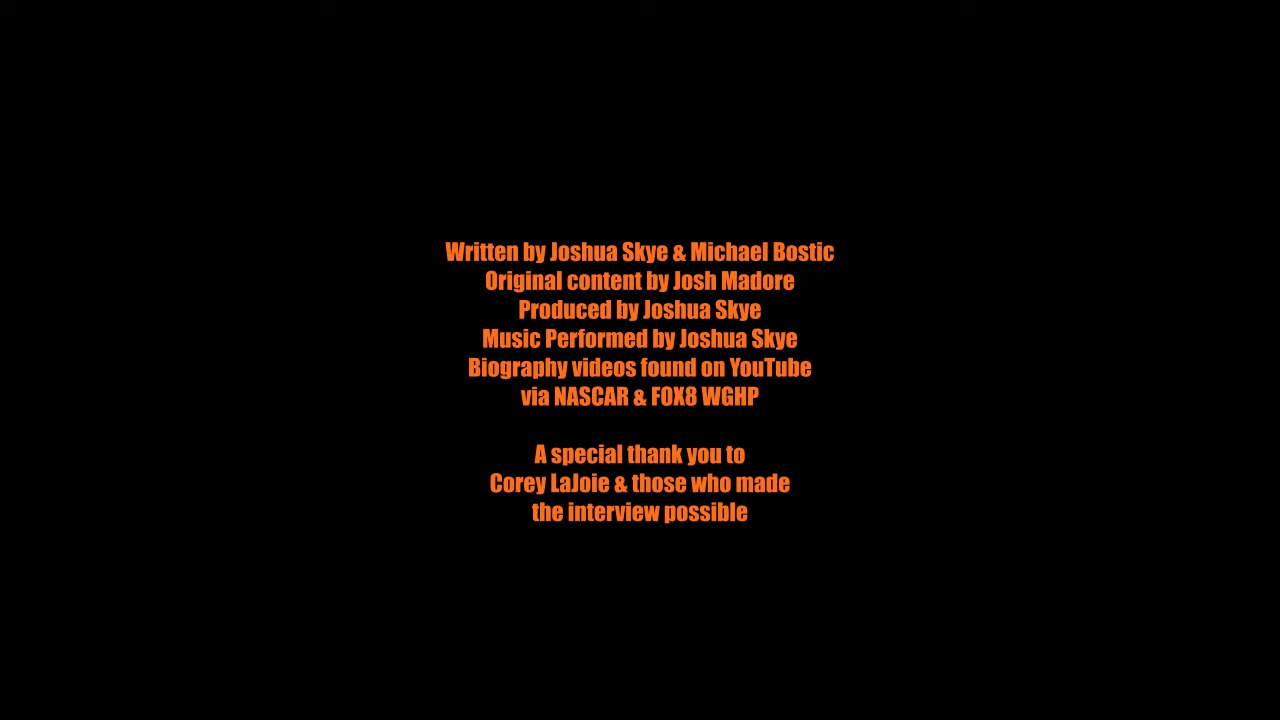 Written by Joshua Skye & Michael Bostic
Original content by Josh Madore
Produced by Joshua Skye
Music Performed by Joshua Skye
Biography videos found on YouTube
via NASCAR & FOX8 WGHP
A special thank you to
Corey LaJoie & those who made
the interview possible